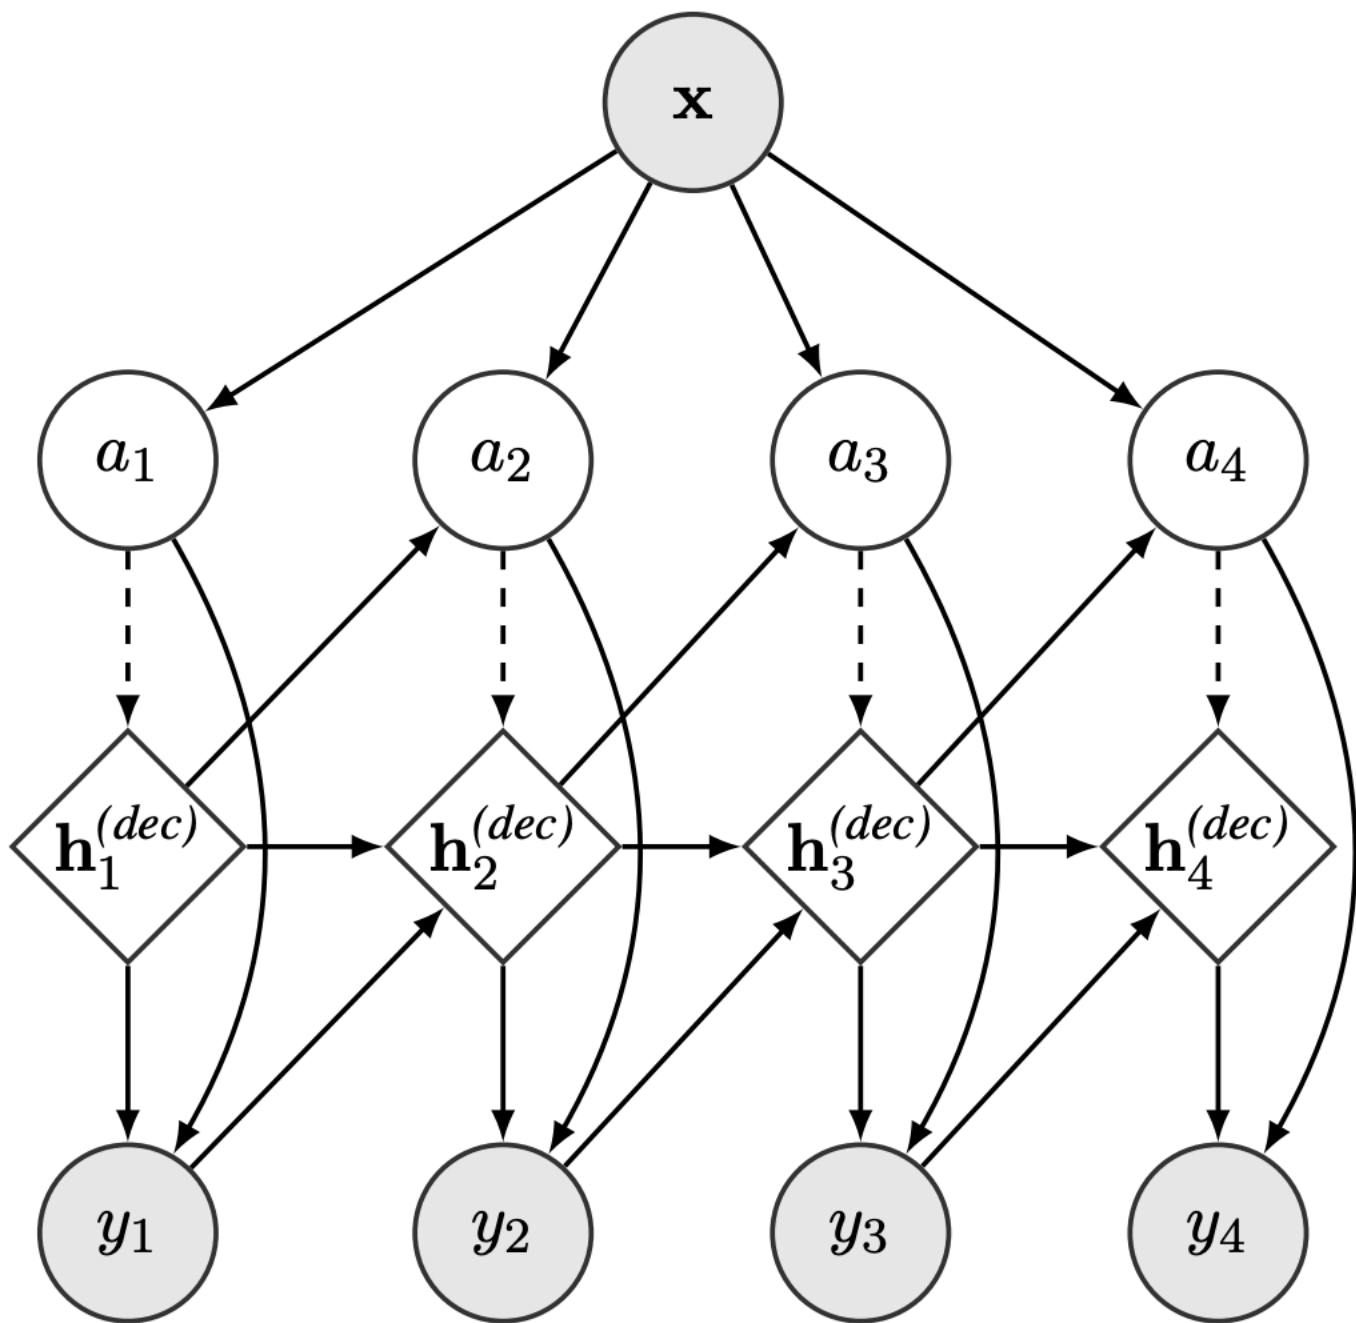 x
a₁ a₂ a₃ a₄
h₁^(dec) h₂^(dec) h₃^(dec) h₄^(dec)
y₁ y₂ y₃ y₄